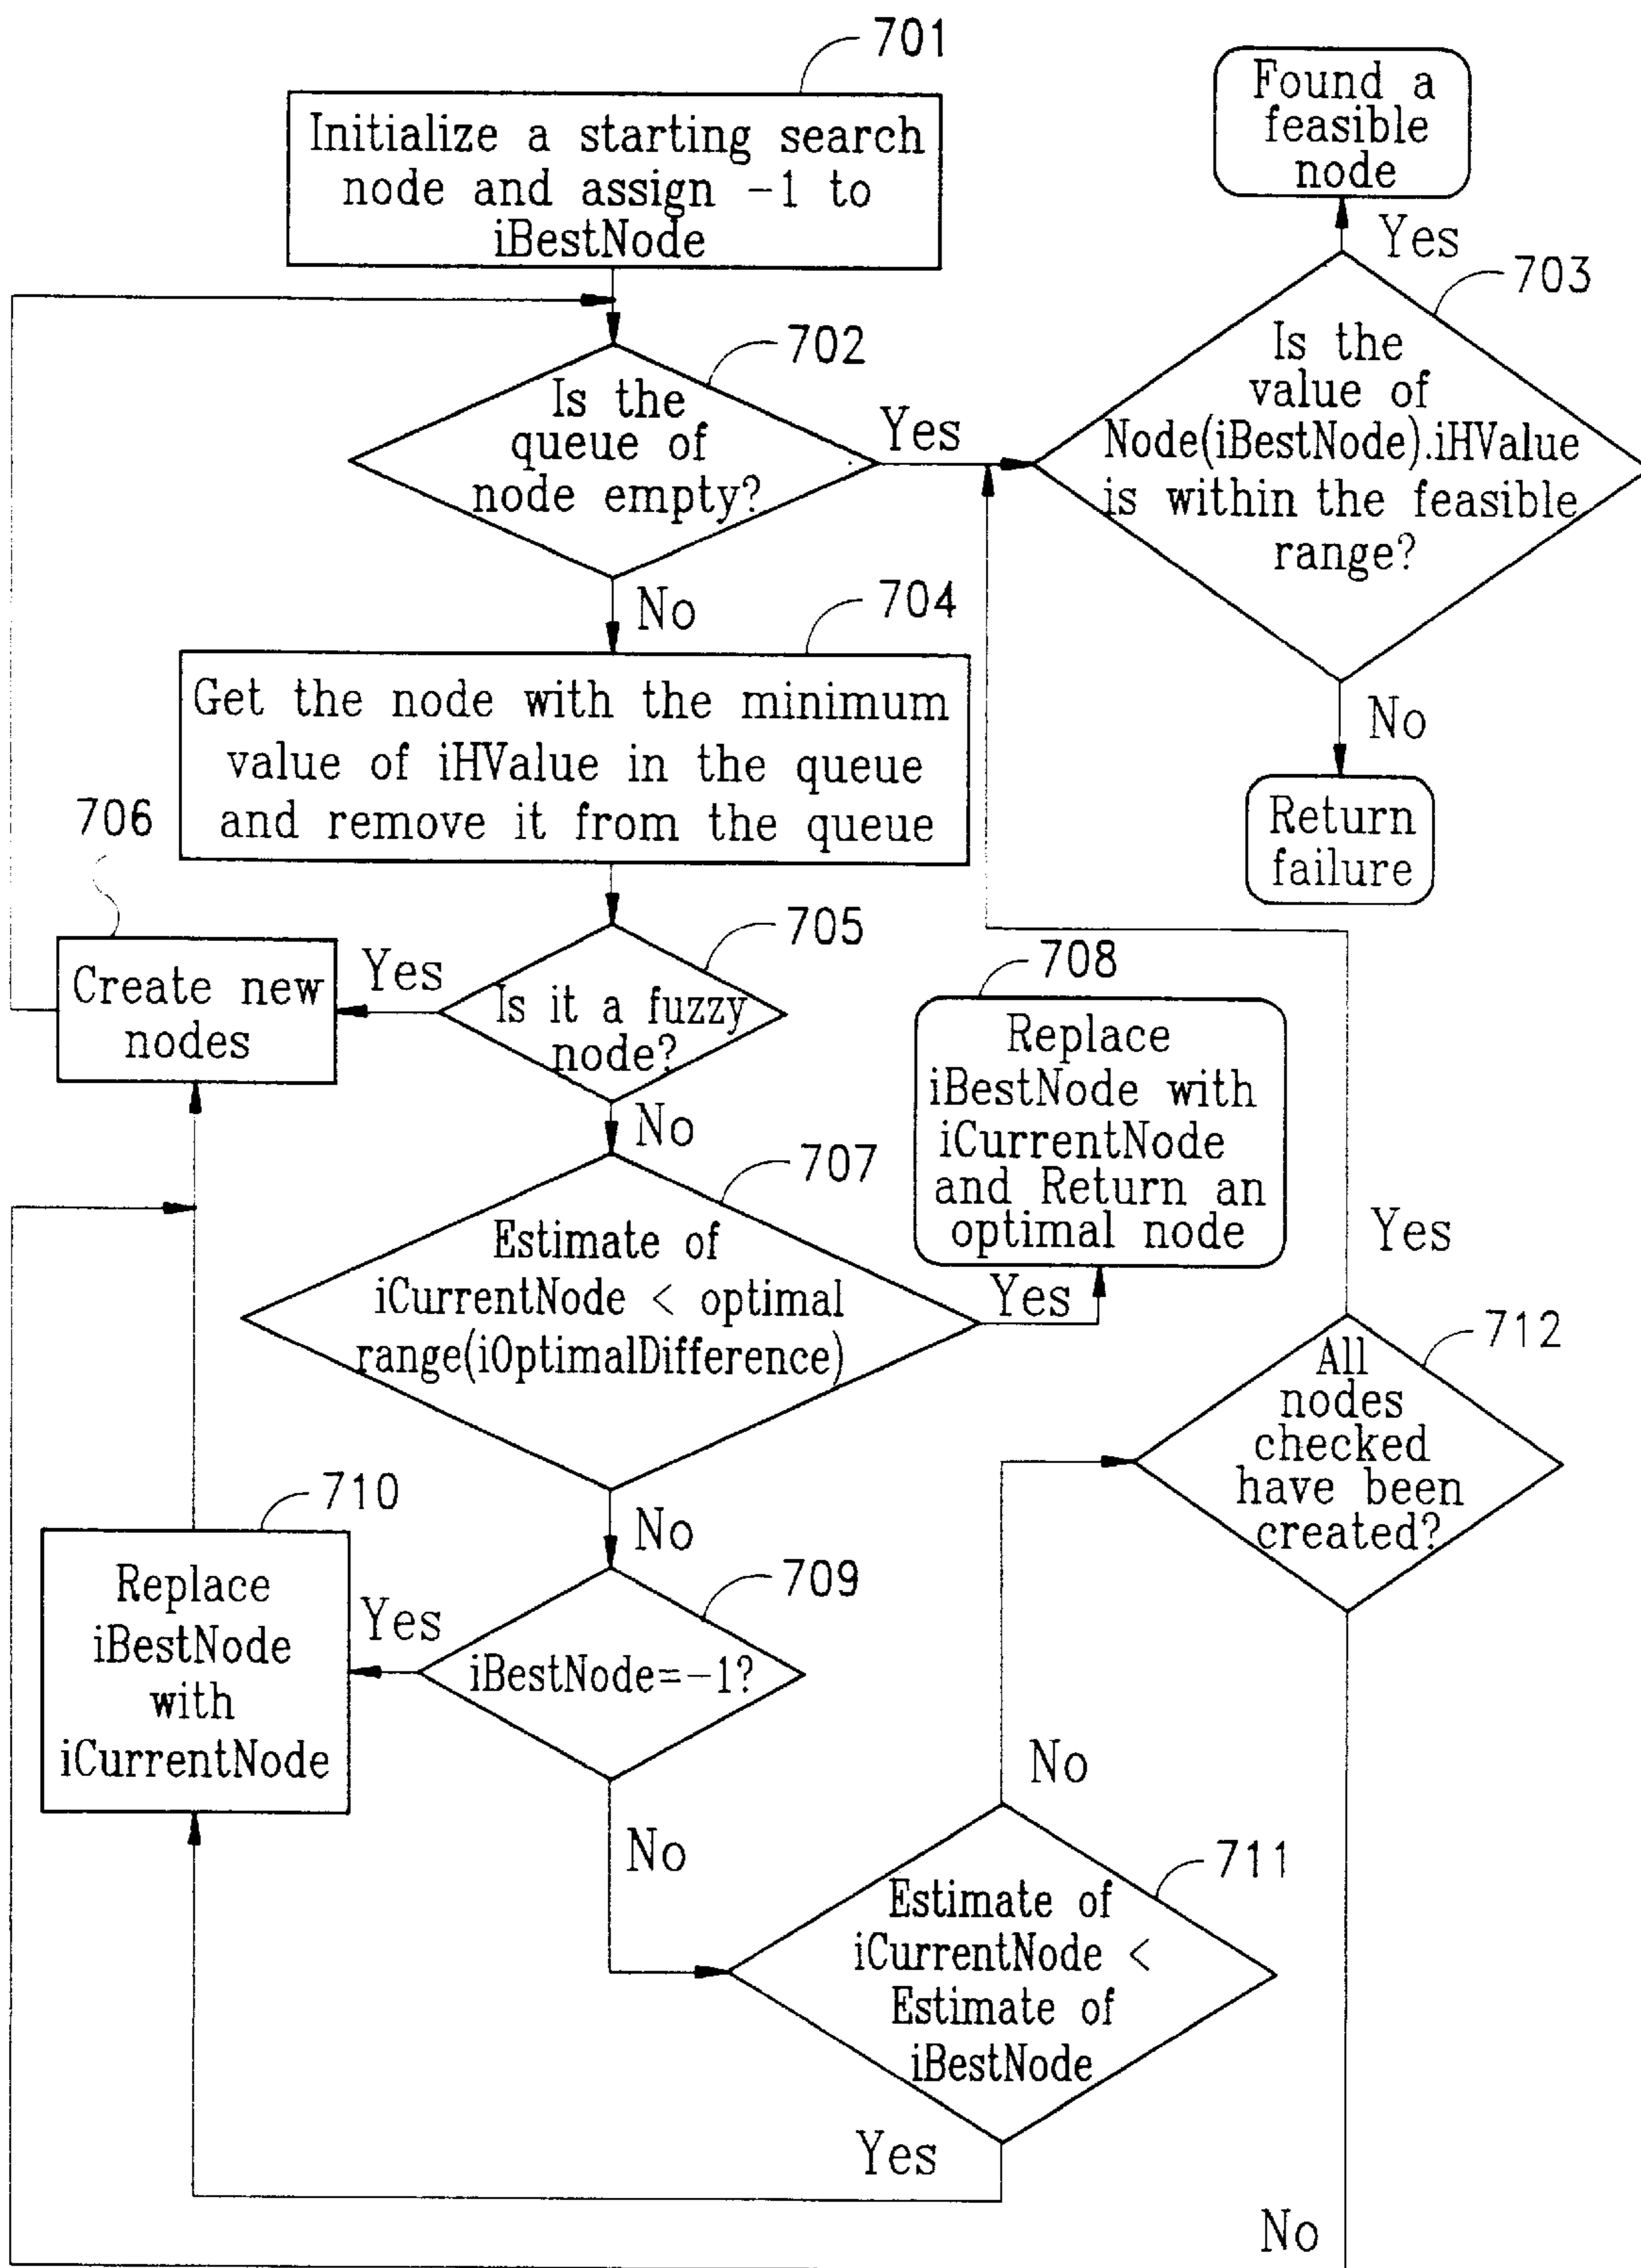 701
Initialize a starting search
node and assign -1 to
iBestNode
Found a
feasible
node
Yes
703
Is the
value of
Node(iBestNode).iHValue
is within the feasible
range?
No
Return
failure
702
Is the
queue of
node empty?
Yes
No
704
Get the node with the minimum
value of iHValue in the queue
and remove it from the queue
706
Create new
nodes
Yes
705
Is it a fuzzy
node?
No
708
Replace
iBestNode with
iCurrentNode
and Return an
optimal node
707
Estimate of
iCurrentNode < optimal
range(iOptimalDifference)
Yes
Yes
712
All
nodes
checked
have been
created?
No
710
Replace
iBestNode
with
iCurrentNode
Yes
709
iBestNode=-1?
No
No
711
Estimate of
iCurrentNode <
Estimate of
iBestNode
Yes
No